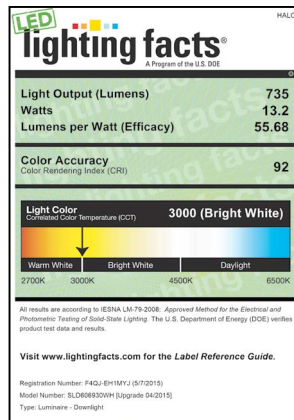 HALO
LED
lighting facts®
A Program of the U.S. DOE
Light Output (Lumens) 735
Watts 13.2
Lumens per Watt (Efficacy) 55.68
Color Accuracy
Color Rendering Index (CRI) 92
Light Color
Correlated Color Temperature (CCT) 3000 (Bright White)
Warm White Bright White Daylight
2700K 3000K 4500K 6500K
All results are according to IESNA LM-79-2008: Approved Method for the Electrical and
Photometric Testing of Solid-State Lighting. The U.S. Department of Energy (DOE) verifies
product test data and results.
Visit www.lightingfacts.com for the Label Reference Guide.
Registration Number: F4QJ-EH1MYJ (5/7/2015)
Model Number: SLD606930WH [Upgrade 04/2015]
Type: Luminaire - Downlight